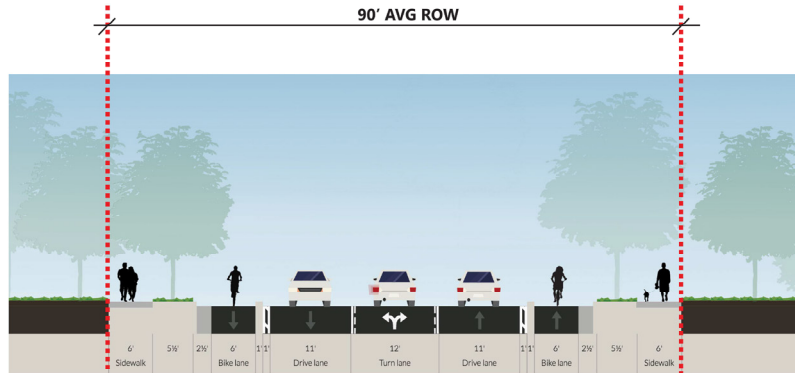 90' AVG ROW
6' 5½' 2½' 6' 1' 1' 11' 12' 11' 1' 1' 6' 2½' 5½' 6'
Sidewalk Bike lane Drive lane Turn lane Drive lane Bike lane Sidewalk